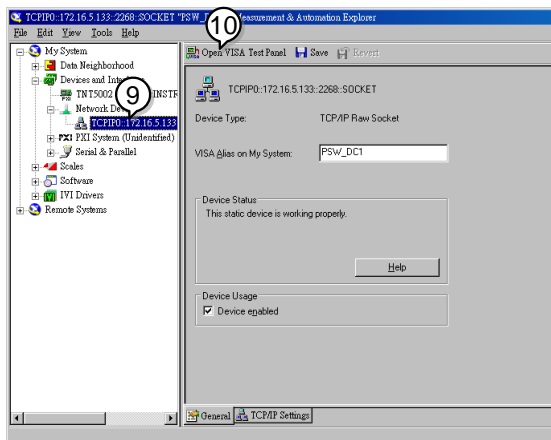 TCPIP0::172.16.5.133::2268::SOCKET "PSW_D Measurement & Automation Explorer
10
File Edit View Tools Help
Open VISA Test Panel Save Revert
My System
Data Neighborhood
Devices and Inte
TNT5002 INSTR
9
Network De
TCPIP0::172.16.5.133
PXI PXI System (Unidentified)
Serial & Parallel
Scales
Software
IVI Drivers
Remote Systems
TCPIP0::172.16.5.133::2268::SOCKET
Device Type: TCP/IP Raw Socket
VISA Alias on My System: PSW_DC1
Device Status
This static device is working properly.
Help
Device Usage
Device enabled
General TCP/IP Settings